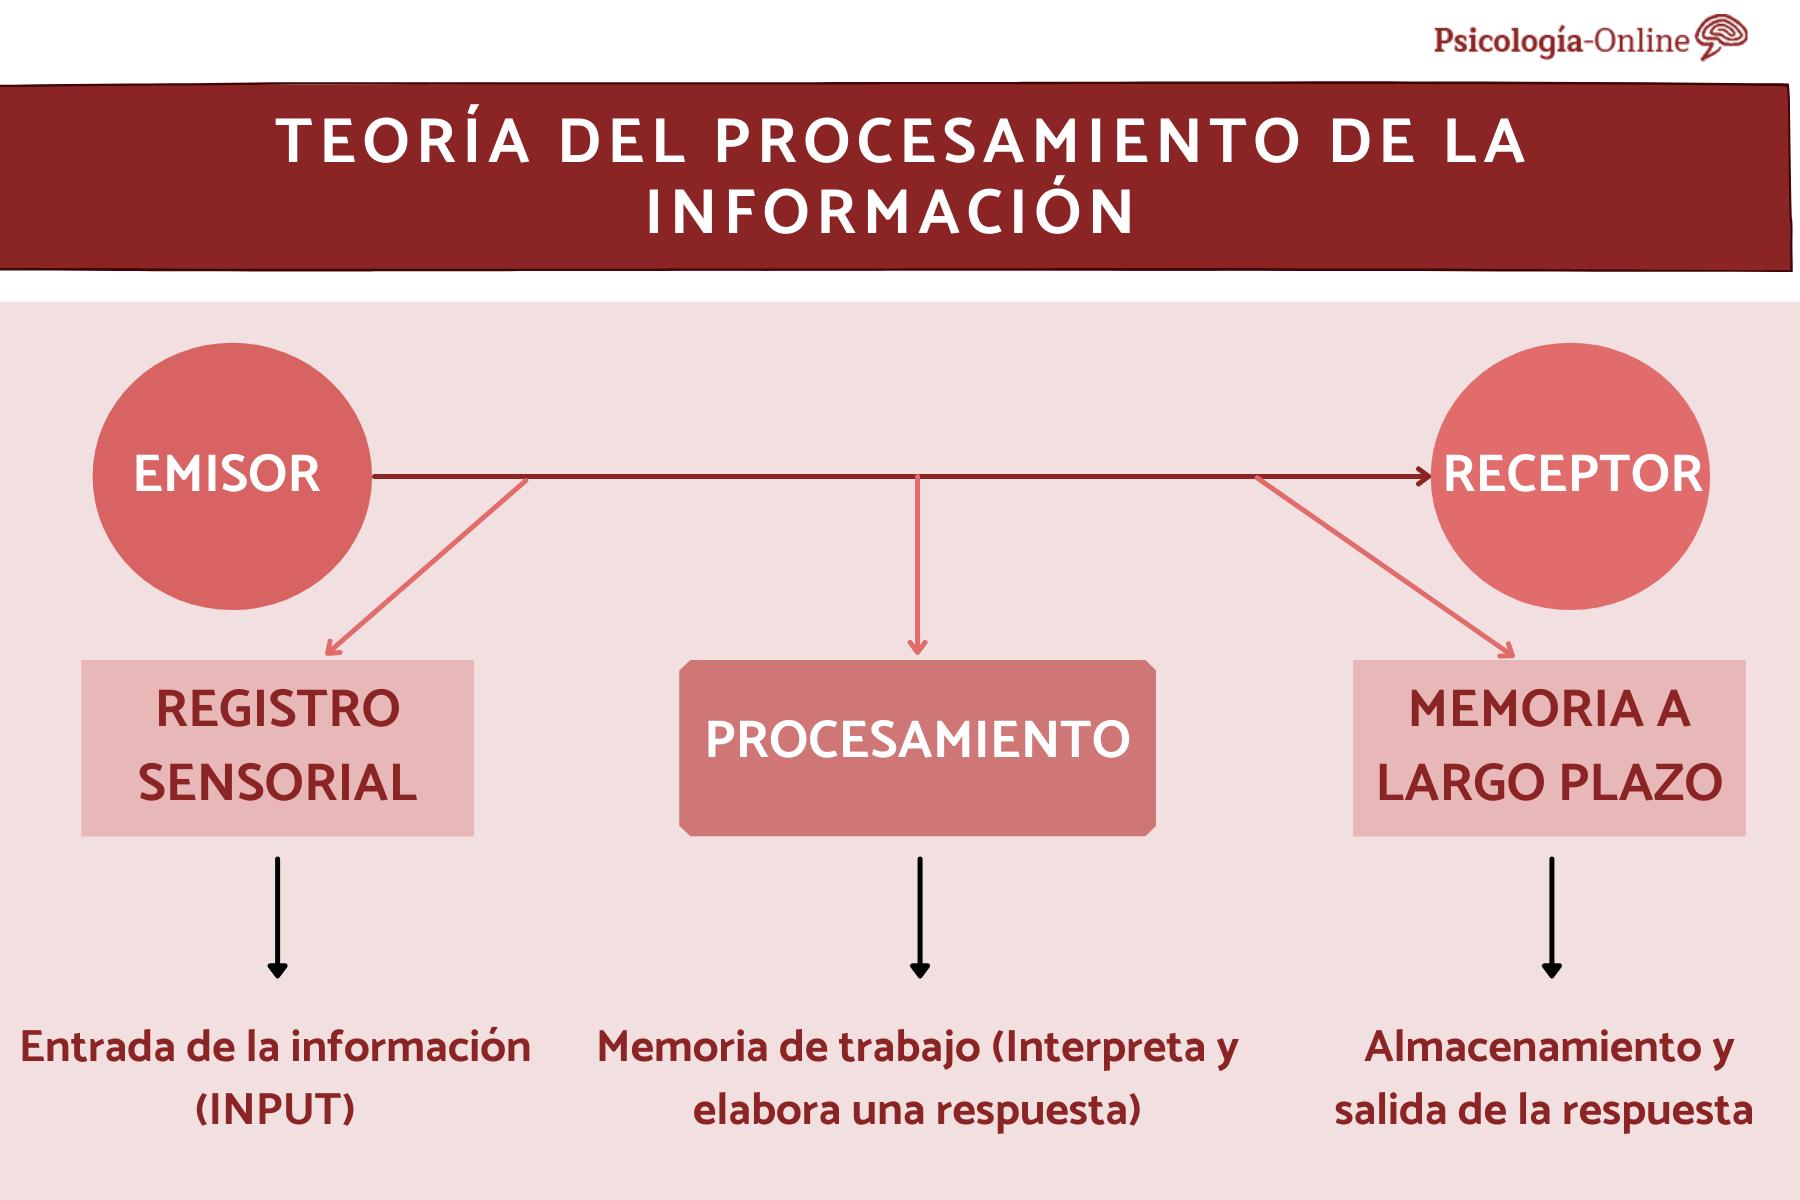 Psicología-Online
TEORÍA DEL PROCESAMIENTO DE LA
INFORMACIÓN
EMISOR
RECEPTOR
REGISTRO
SENSORIAL
PROCESAMIENTO
MEMORIA A
LARGO PLAZO
Entrada de la información
(INPUT)
Memoria de trabajo (Interpreta y
elabora una respuesta)
Almacenamiento y
salida de la respuesta